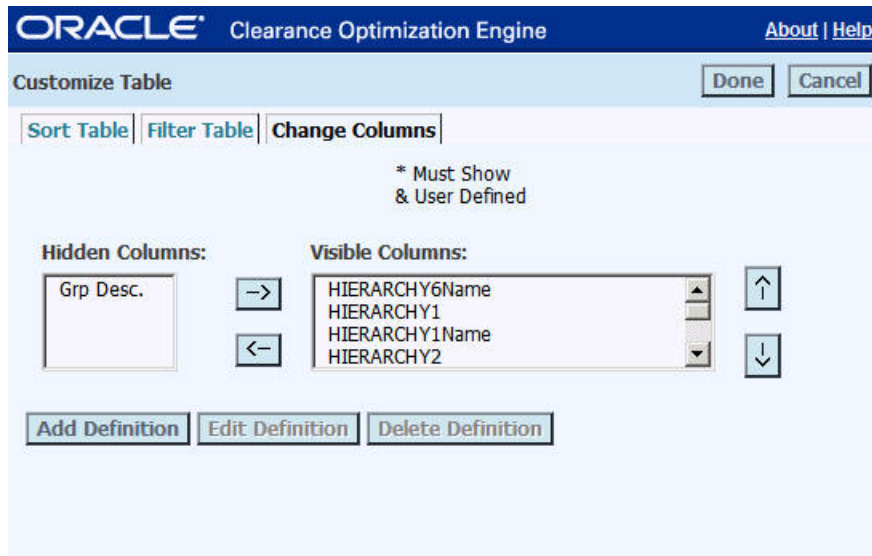 ORACLE® Clearance Optimization Engine About | Help
Customize Table Done Cancel
Sort Table Filter Table Change Columns
* Must Show
& User Defined
Hidden Columns: Visible Columns:
Grp Desc. --> HIERARCHY6Name
HIERARCHY1
HIERARCHY1Name
<-- HIERARCHY2
Add Definition Edit Definition Delete Definition